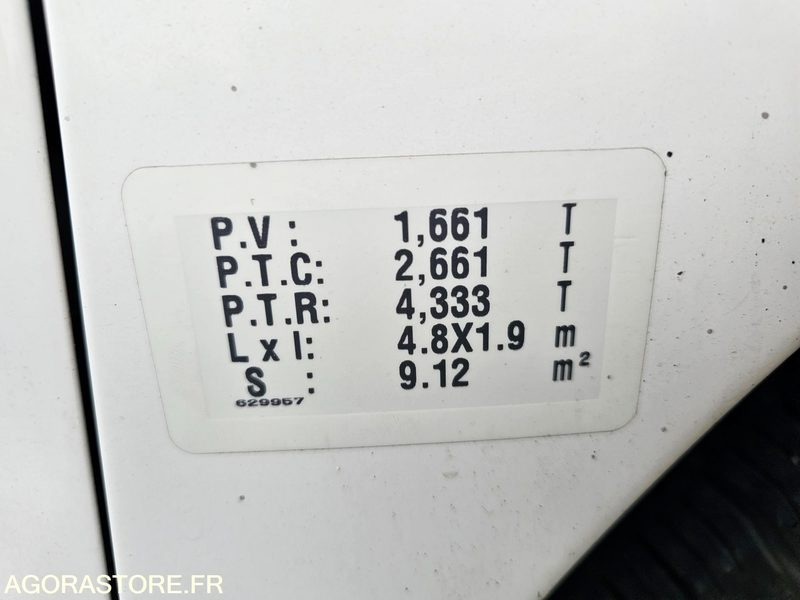 P.V : 1,661 T
P.T.C: 2,661 T
P.T.R: 4,333 T
L x l: 4.8X1.9 m
S : 9.12 m²
629957
AGORASTORE.FR